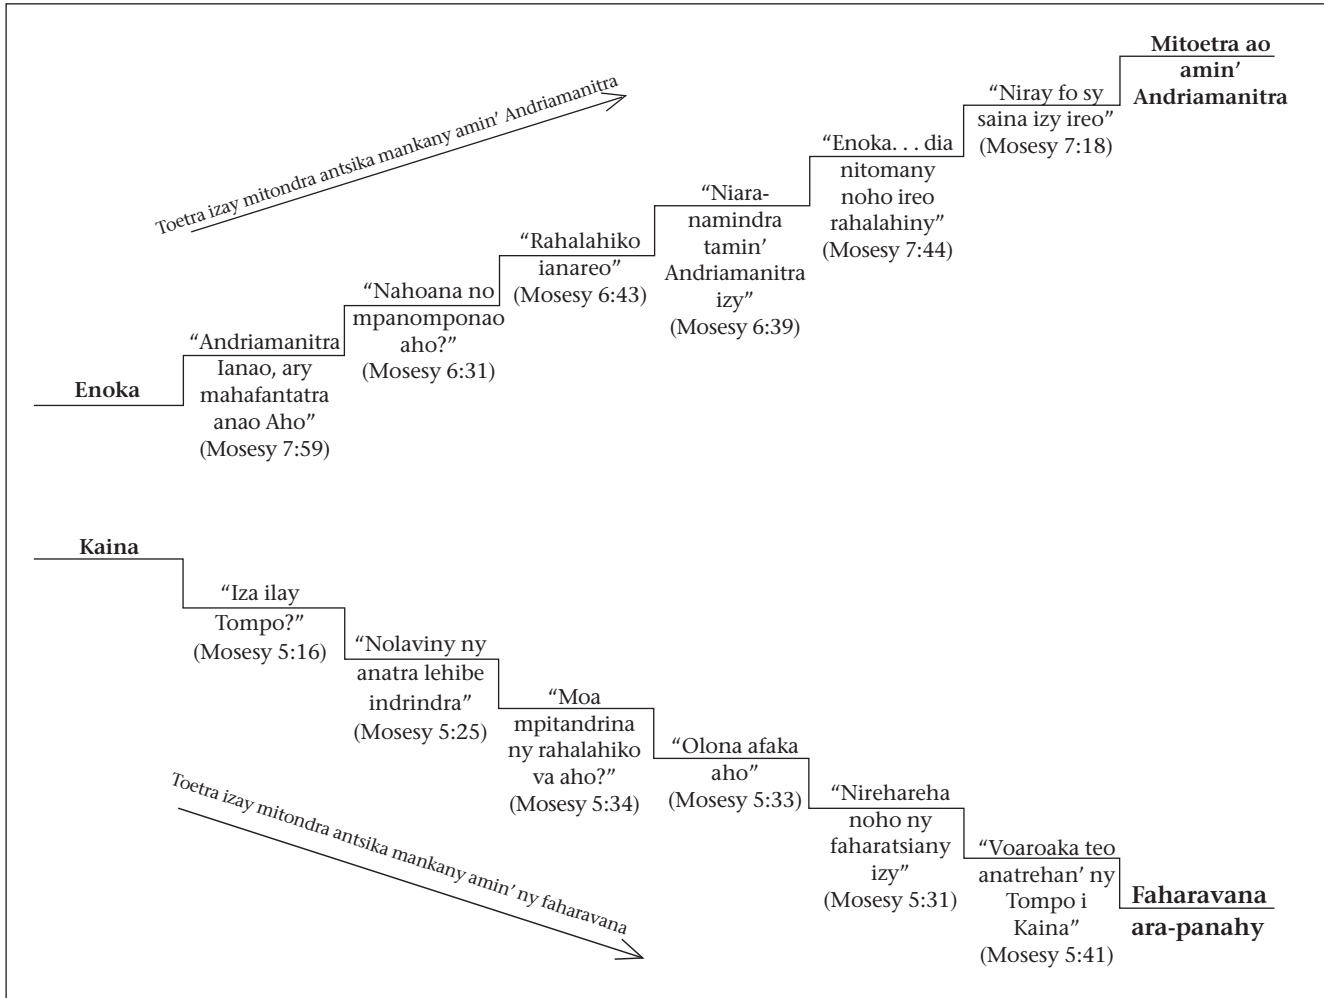 Toetra izay mitondra antsika mankany amin’ Andriamanitra
Enoka
“Andriamanitra
Ianao, ary
mahafantatra
anao Aho”
(Mosesy 7:59)
“Nahoana no
mpanomponao
aho?”
(Mosesy 6:31)
“Rahalahiko
ianareo”
(Mosesy 6:43)
“Niara-
namindra
tamin’
Andriamanitra
izy”
(Mosesy 6:39)
“Enoka. . . dia
nitomany
noho ireo
rahalahiny”
(Mosesy 7:44)
“Niray fo sy
saina izy ireo”
(Mosesy 7:18)
Mitoetra ao
amin’
Andriamanitra
Kaina
“Iza ilay
Tompo?”
(Mosesy 5:16)
“Nolaviny ny
anatra lehibe
indrindra”
(Mosesy 5:25)
“Moa
mpitandrina
ny rahalahiko
va aho?”
(Mosesy 5:34)
“Olona afaka
aho”
(Mosesy 5:33)
“Nirehareha
noho ny
faharatsiany
izy”
(Mosesy 5:31)
“Voaroaka teo
anatrehan’ ny
Tompo i
Kaina”
(Mosesy 5:41)
Faharavana
ara-panahy
Toetra izay mitondra antsika mankany amin’ ny faharavana